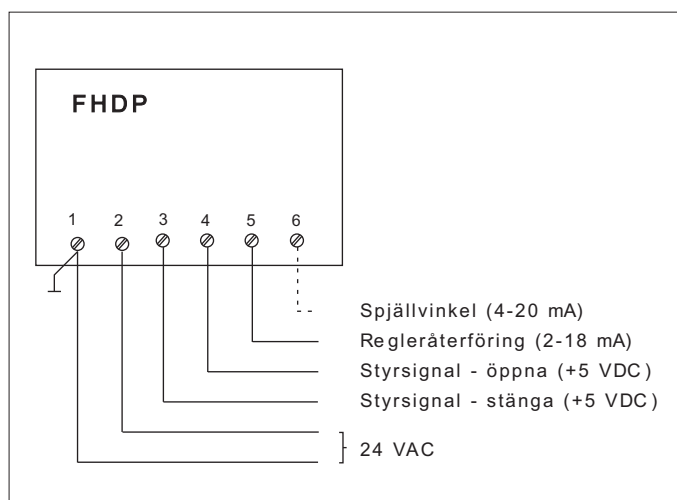 FHDP
1 2 3 4 5 6
Spjällvinkel (4-20 mA)
Regleråterföring (2-18 mA)
Styrsignal - öppna (+5 VDC)
Styrsignal - stänga (+5 VDC)
24 VAC